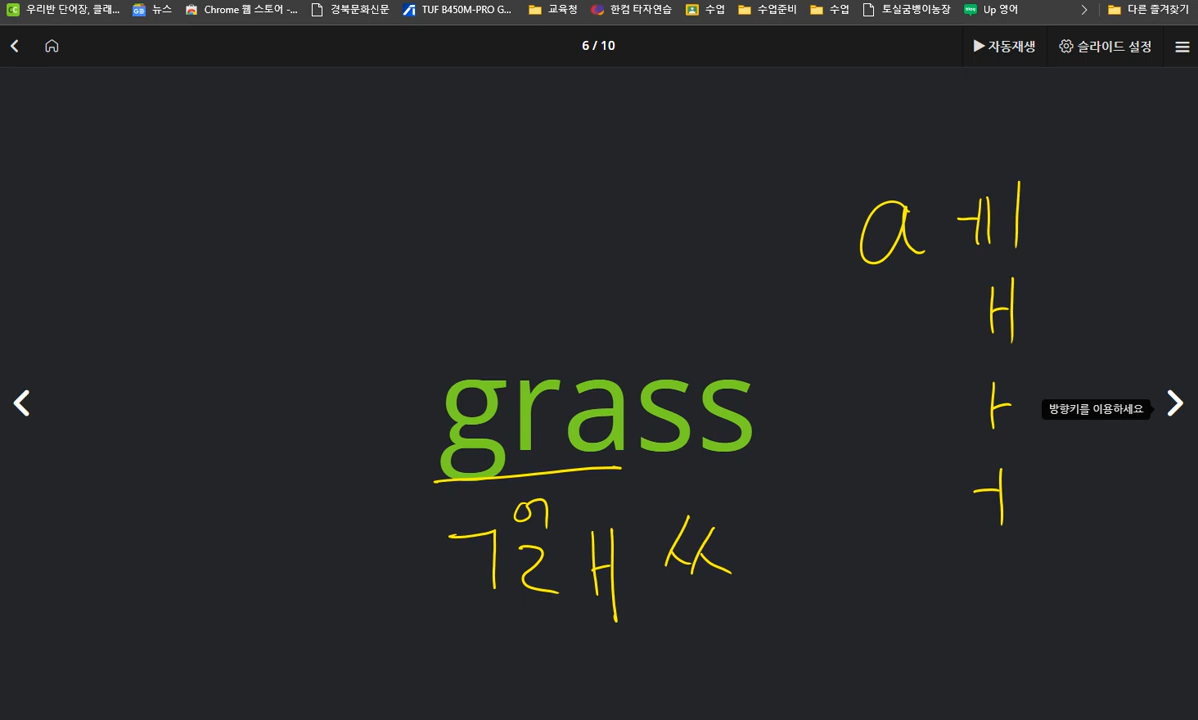 우리반 단어장, 클래... 뉴스 Chrome 웹 스토어 -... 경북문화신문 TUF B450M-PRO G... 교육청 한컴 타자연습 수업 수업준비 수업 토실굼벵이농장 Up 영어 다른 즐겨찾기
6 / 10 ▶자동재생 슬라이드 설정
a ㅔㅣ
ㅐ
grass
ㅏ 방향키를 이용하세요
ㅓ
ㄱ ㄹ ㅐ ㅆ